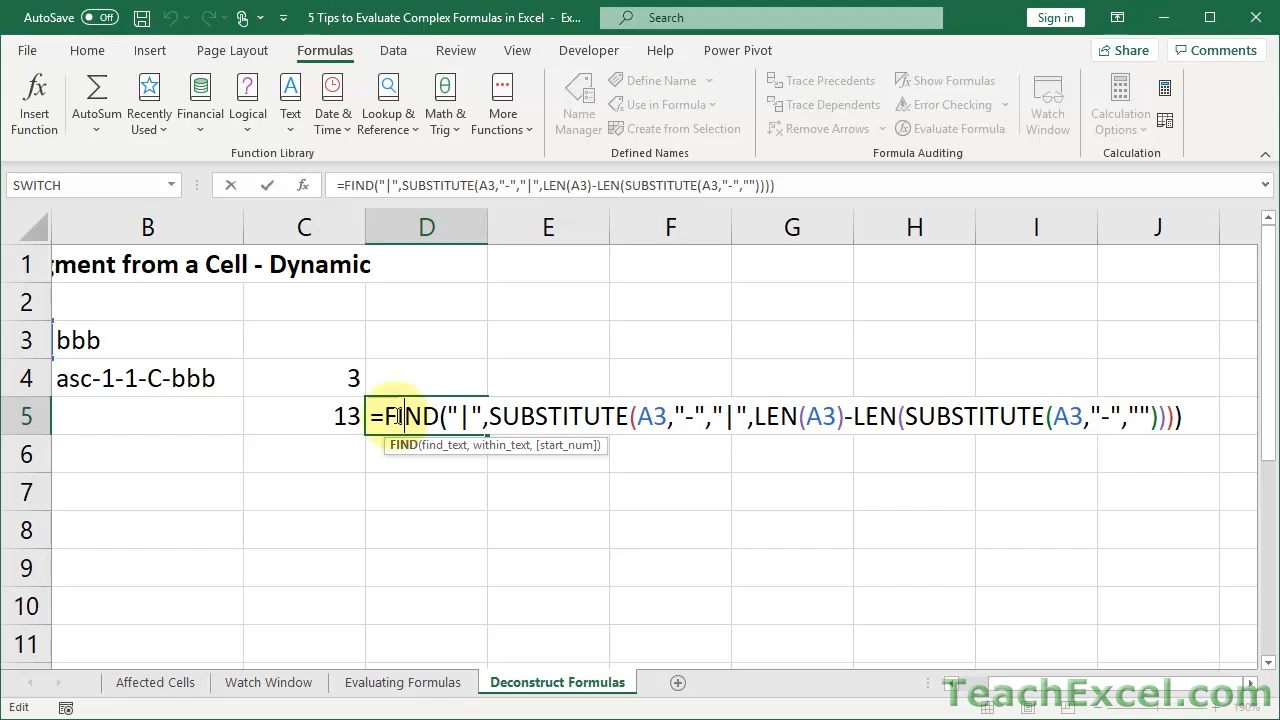 AutoSave Off 5 Tips to Evaluate Complex Formulas in Excel - Ex... Search Sign in
File Home Insert Page Layout Formulas Data Review View Developer Help Power Pivot Share Comments
Insert Function AutoSum Recently Used Financial Logical Text Date & Time Lookup & Reference Math & Trig More Functions
Function Library
Name Manager Define Name Use in Formula Create from Selection
Defined Names
Trace Precedents Trace Dependents Remove Arrows Show Formulas Error Checking Evaluate Formula Watch Window
Formula Auditing
Calculation Options
Calculation
SWITCH =FIND("|",SUBSTITUTE(A3,"-","|",LEN(A3)-LEN(SUBSTITUTE(A3,"-",""))))
B C D E F G H I J
1 gment from a Cell - Dynamic
2
3 bbb
4 asc-1-1-C-bbb 3
5 13 =FIND("|",SUBSTITUTE(A3,"-","|",LEN(A3)-LEN(SUBSTITUTE(A3,"-",""))))
FIND(find_text, within_text, [start_num])
6
7
8
9
10
11
Affected Cells Watch Window Evaluating Formulas Deconstruct Formulas
TeachExcel.com
Edit 190%